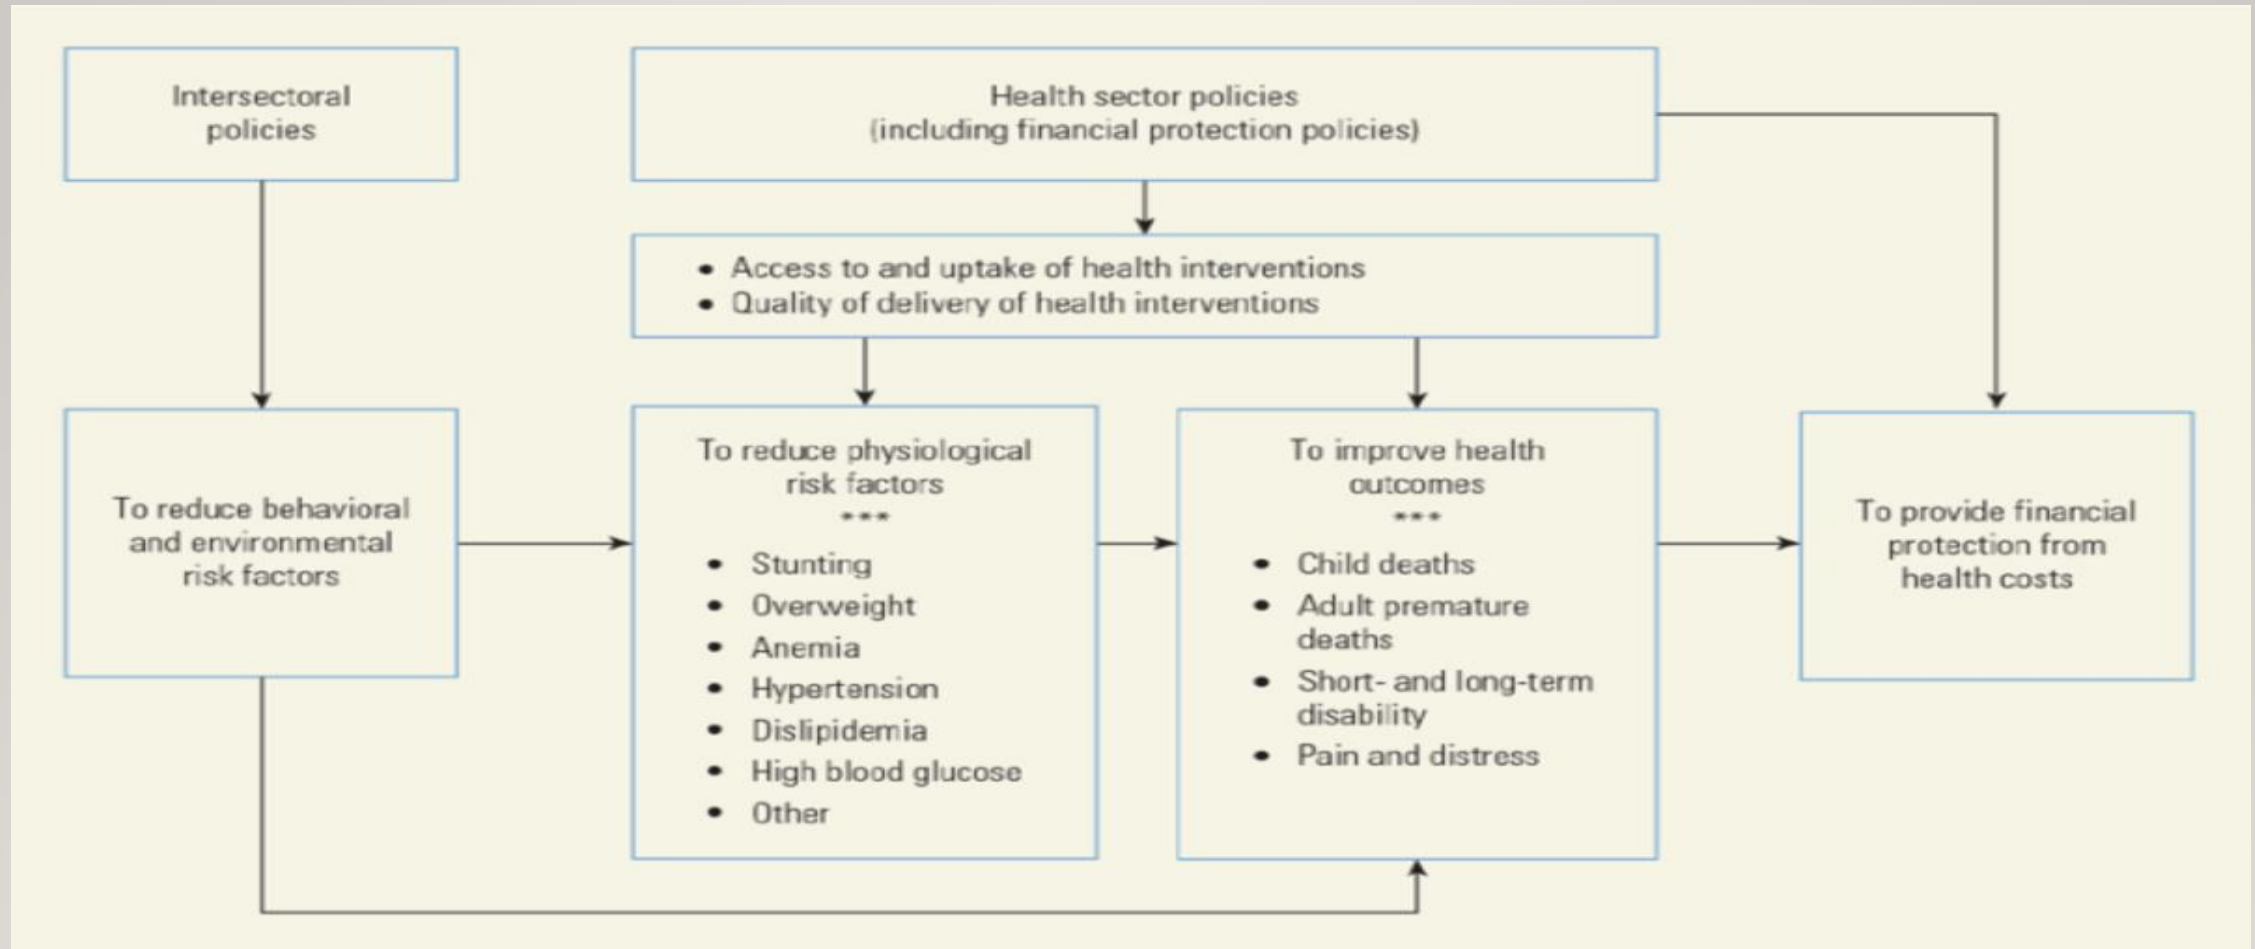 Intersectoral
policies
Health sector policies
(including financial protection policies)
• Access to and uptake of health interventions
• Quality of delivery of health interventions
To reduce behavioral
and environmental
risk factors
To reduce physiological
risk factors
***
• Stunting
• Overweight
• Anemia
• Hypertension
• Dislipidemia
• High blood glucose
• Other
To improve health
outcomes
***
• Child deaths
• Adult premature
deaths
• Short- and long-term
disability
• Pain and distress
To provide financial
protection from
health costs